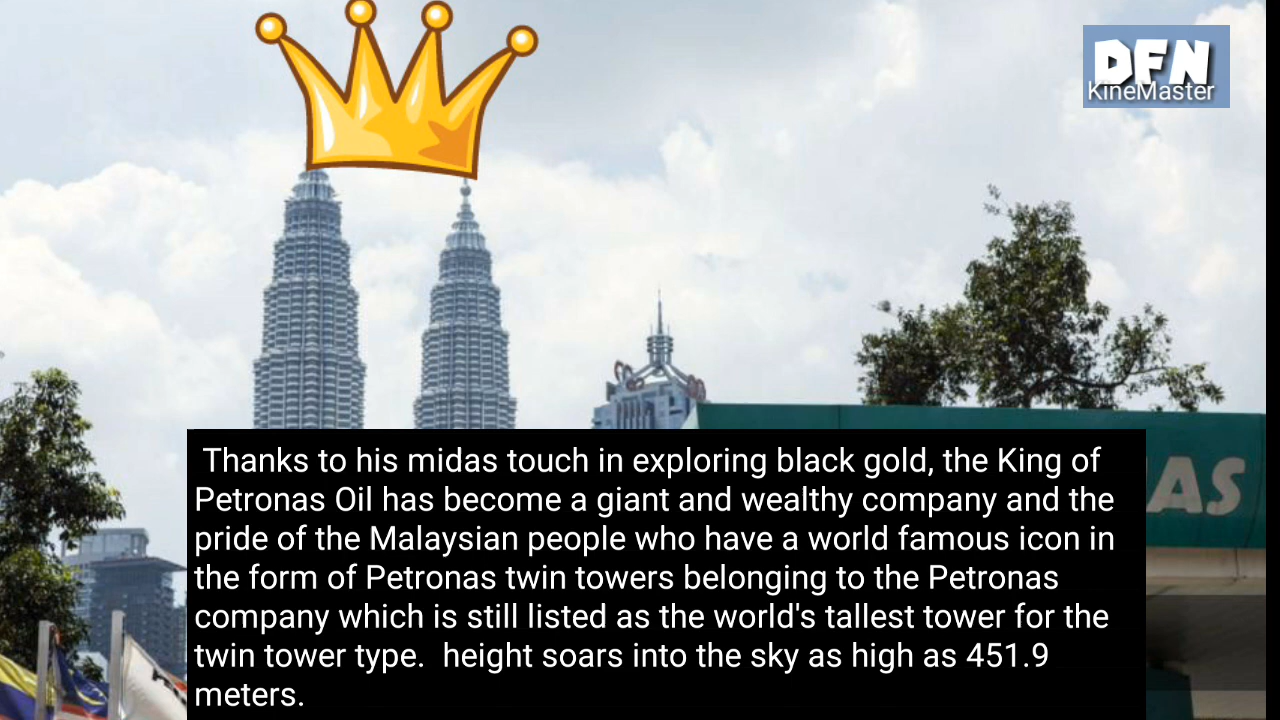 DFN
KineMaster
Thanks to his midas touch in exploring black gold, the King of
Petronas Oil has become a giant and wealthy company and the
pride of the Malaysian people who have a world famous icon in
the form of Petronas twin towers belonging to the Petronas
company which is still listed as the world's tallest tower for the
twin tower type.  height soars into the sky as high as 451.9
meters.
AS